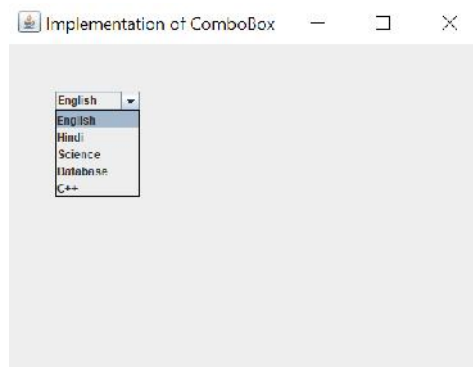 Implementation of ComboBox
English
English
Hindi
Science
Database
C++